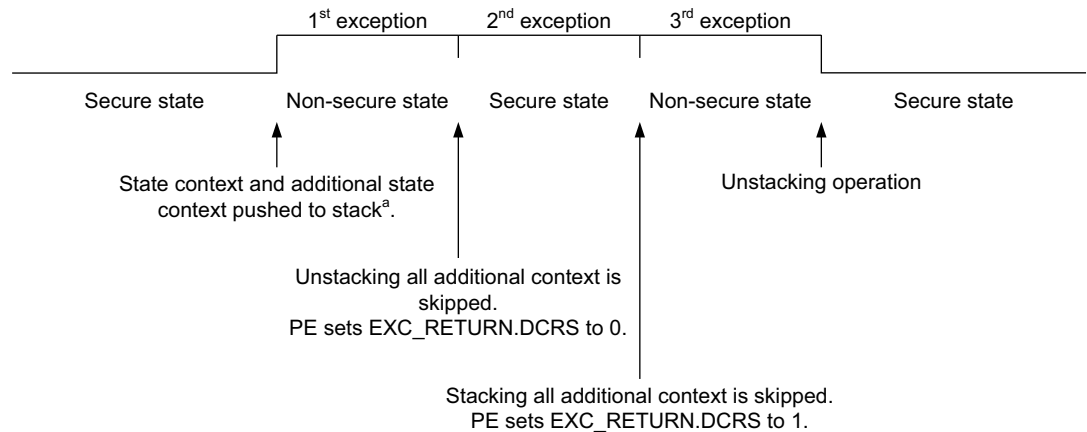 1st exception 2nd exception 3rd exception
Secure state Non-secure state Secure state Non-secure state Secure state
State context and additional state
context pushed to stacka.
Unstacking operation
Unstacking all additional context is
skipped.
PE sets EXC_RETURN.DCRS to 0.
Stacking all additional context is skipped.
PE sets EXC_RETURN.DCRS to 1.